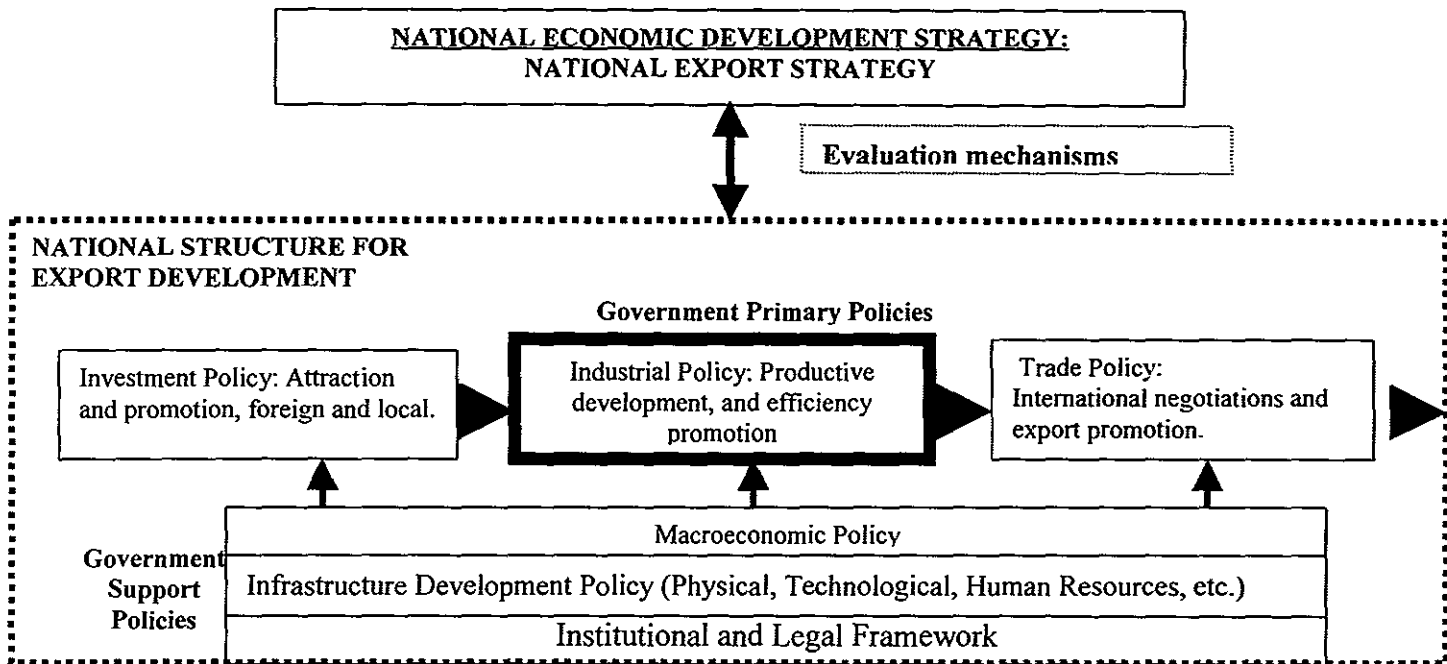 NATIONAL ECONOMIC DEVELOPMENT STRATEGY:
NATIONAL EXPORT STRATEGY
Evaluation mechanisms
NATIONAL STRUCTURE FOR
EXPORT DEVELOPMENT
Government Primary Policies
Investment Policy: Attraction
and promotion, foreign and local.
Industrial Policy: Productive
development, and efficiency
promotion
Trade Policy:
International negotiations and
export promotion.
Government
Support
Policies
Macroeconomic Policy
Infrastructure Development Policy (Physical, Technological, Human Resources, etc.)
Institutional and Legal Framework